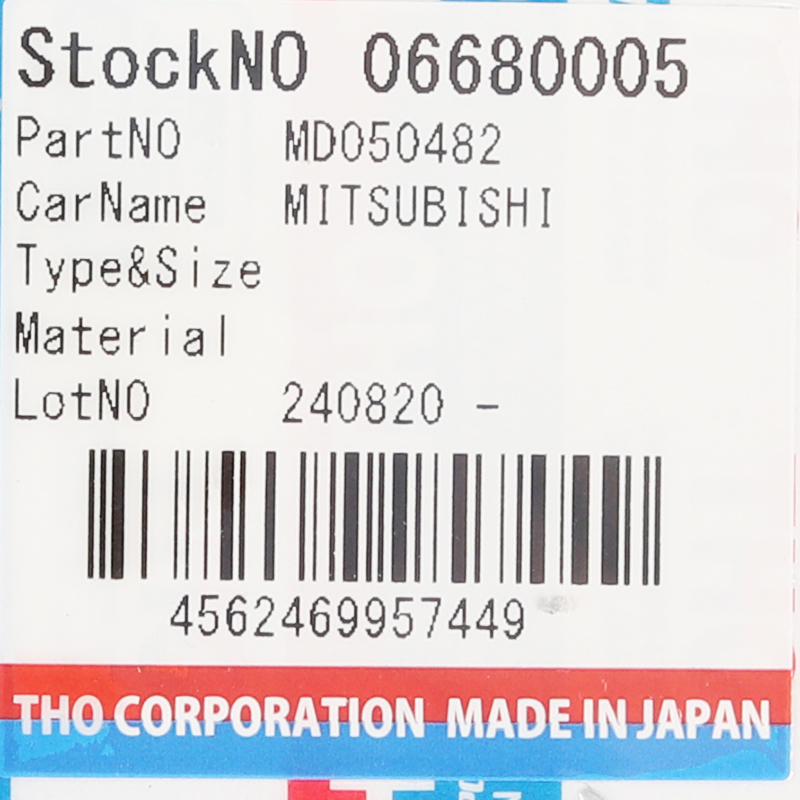 StockNO 06680005
PartNO MD050482
CarName MITSUBISHI
Type&Size
Material
LotNO 240820 -
4562469957449
THO CORPORATION MADE IN JAPAN